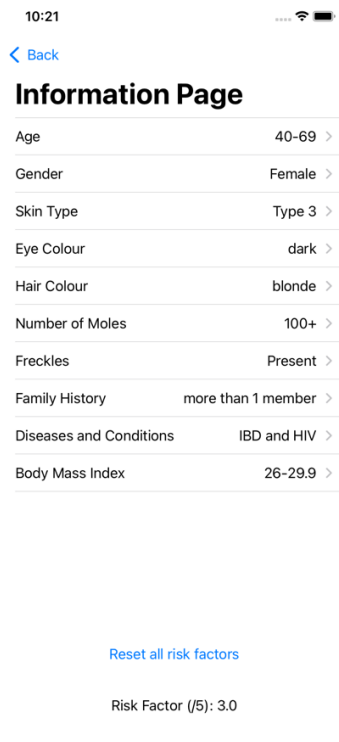 10:21
Back
Information Page
Age 40-69
Gender Female
Skin Type Type 3
Eye Colour dark
Hair Colour blonde
Number of Moles 100+
Freckles Present
Family History more than 1 member
Diseases and Conditions IBD and HIV
Body Mass Index 26-29.9
Reset all risk factors
Risk Factor (/5): 3.0